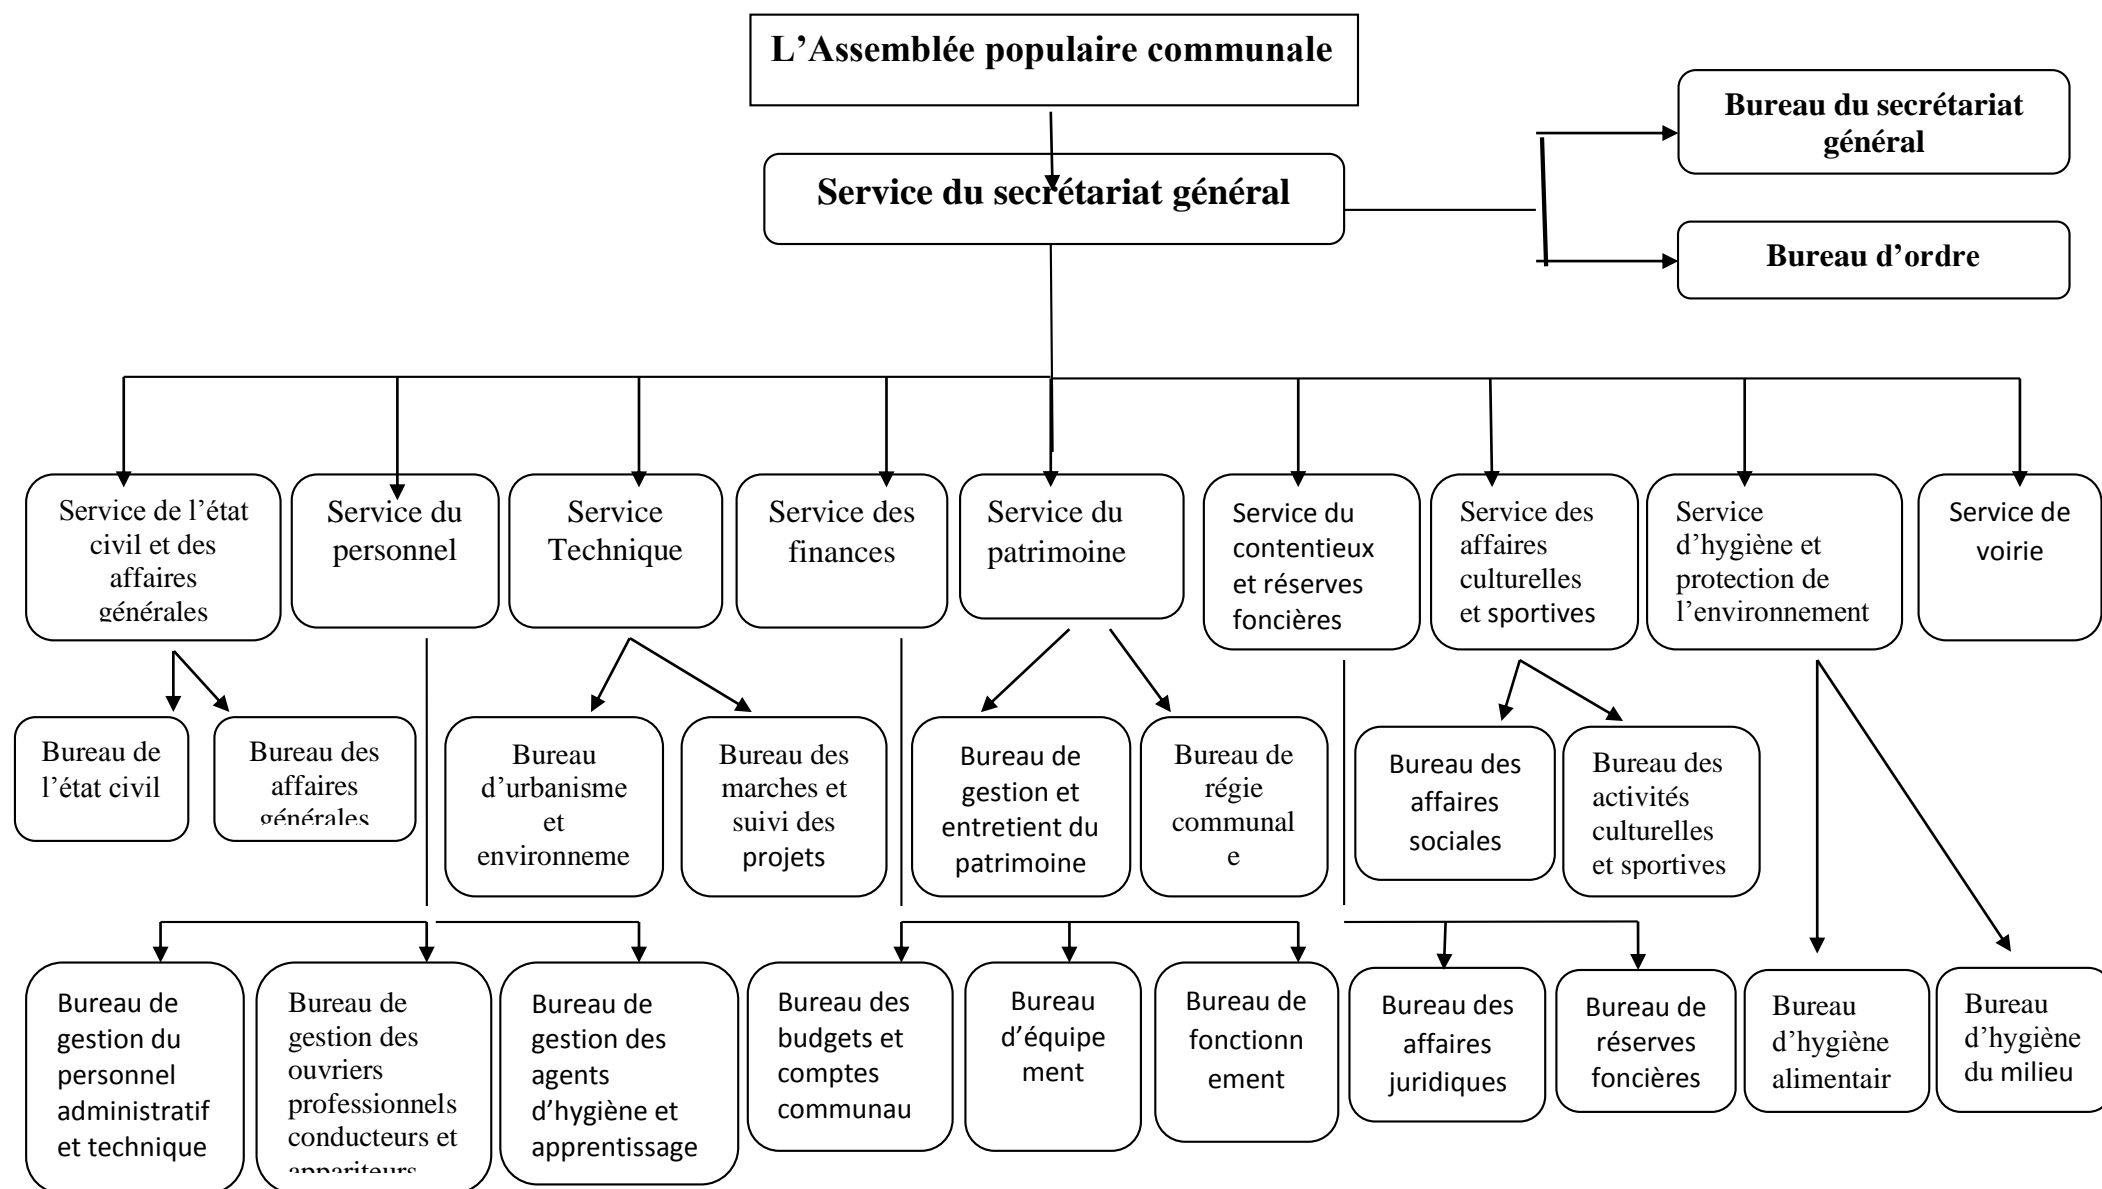 L’Assemblée populaire communale
Bureau du secrétariat
général
Service du secrétariat général
Bureau d’ordre
Service de l’état
civil et des
affaires
générales
Service du
personnel
Service
Technique
Service des
finances
Service du
patrimoine
Service du
contentieux
et réserves
foncières
Service des
affaires
culturelles
et sportives
Service
d’hygiène et
protection de
l’environnement
Service de
voirie
Bureau de
l’état civil
Bureau des
affaires
générales
Bureau
d’urbanisme
et
environneme
Bureau des
marches et
suivi des
projets
Bureau de
gestion et
entretient du
patrimoine
Bureau de
régie
communal
e
Bureau des
affaires
sociales
Bureau des
activités
culturelles
et sportives
Bureau de
gestion du
personnel
administratif
et technique
Bureau de
gestion des
ouvriers
professionnels
conducteurs et
appariteurs
Bureau de
gestion des
agents
d’hygiène et
apprentissage
Bureau des
budgets et
comptes
communau
Bureau
d’équipe
ment
Bureau de
fonctionn
ement
Bureau des
affaires
juridiques
Bureau de
réserves
foncières
Bureau
d’hygiène
alimentair
Bureau
d’hygiène
du milieu